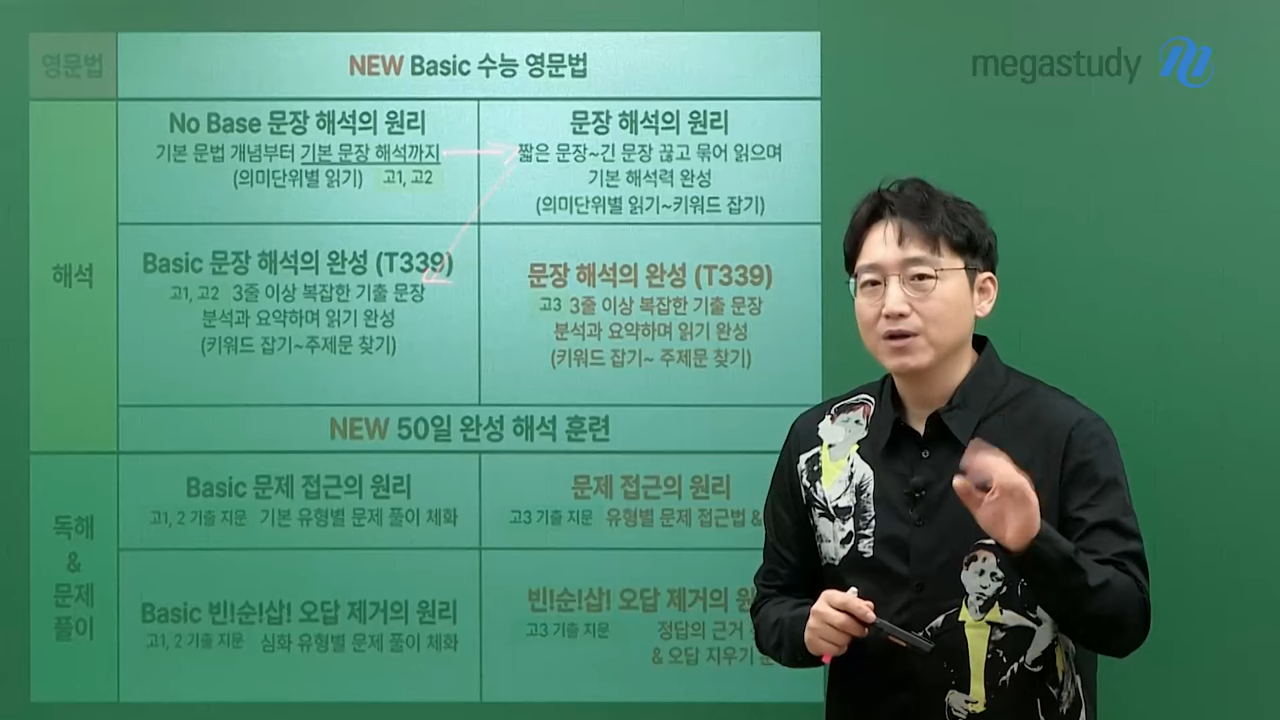 megastudy
영문법
NEW Basic 수능 영문법
해석
No Base 문장 해석의 원리
기본 문법 개념부터 기본 문장 해석까지
(의미단위별 읽기) 고1, 고2
문장 해석의 원리
짧은 문장~긴 문장 끊고 묶어 읽으며
기본 해석력 완성
(의미단위별 읽기~키워드 잡기)
Basic 문장 해석의 완성 (T339)
고1, 고2 3줄 이상 복잡한 기출 문장
분석과 요약하며 읽기 완성
(키워드 잡기~주제문 찾기)
문장 해석의 완성 (T339)
고3 3줄 이상 복잡한 기출 문장
분석과 요약하며 읽기 완성
(키워드 잡기~ 주제문 찾기)
NEW 50일 완성 해석 훈련
독해
&
문제
풀이
Basic 문제 접근의 원리
고1, 2 기출 지문 기본 유형별 문제 풀이 체화
문제 접근의 원리
고3 기출 지문 유형별 문제 접근법 &
Basic 빈!순!삽! 오답 제거의 원리
고1, 2 기출 지문 심화 유형별 문제 풀이 체화
빈!순!삽! 오답 제거의
고3 기출 지문 정답의 근거
& 오답 지우기